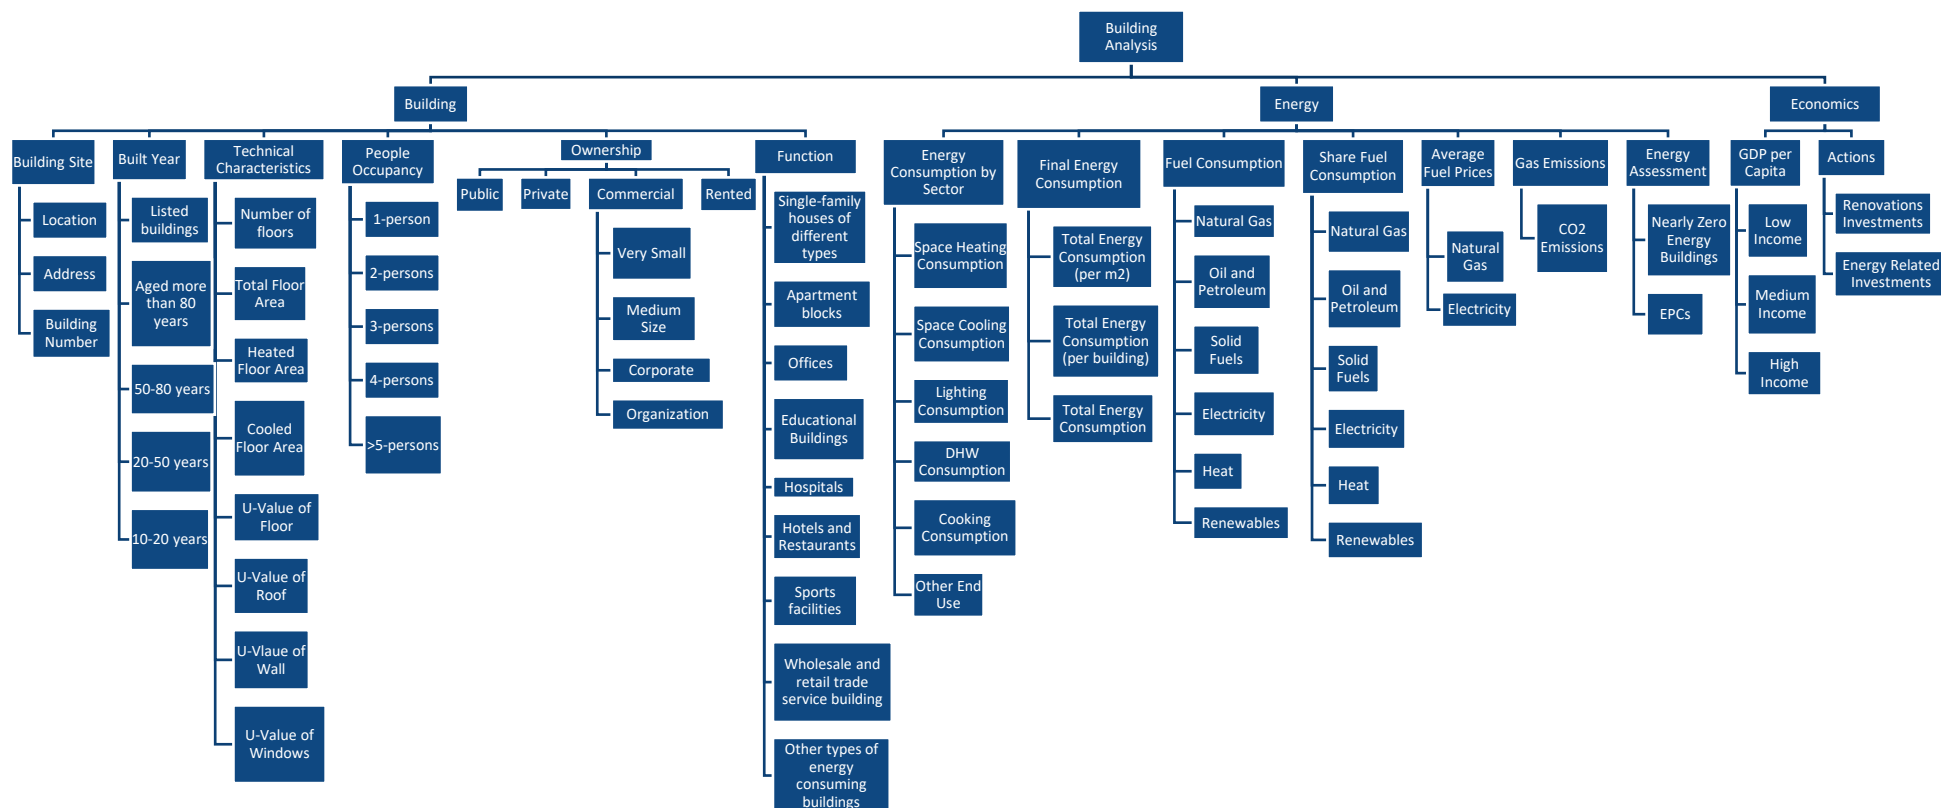 Building
Analysis
Building
Energy
Economics
Building Site
Location
Address
Building
Number
Built Year
Listed
buildings
Aged more
than 80
years
50-80 years
20-50 years
10-20 years
Technical
Characteristics
Number of
floors
Total Floor
Area
Heated
Floor Area
Cooled
Floor Area
U-Value of
Floor
U-Value of
Roof
U-Vlaue of
Wall
U-Value of
Windows
People
Occupancy
1-person
2-persons
3-persons
4-persons
>5-persons
Ownership
Public
Private
Commercial
Rented
Very Small
Medium
Size
Corporate
Organization
Function
Single-family
houses of
different
types
Apartment
blocks
Offices
Educational
Buildings
Hospitals
Hotels and
Restaurants
Sports
facilities
Wholesale and
retail trade
service building
Other types of
energy
consuming
buildings
Energy
Consumption by
Sector
Space Heating
Consumption
Space Cooling
Consumption
Lighting
Consumption
DHW
Consumption
Cooking
Consumption
Other End
Use
Final Energy
Consumption
Total Energy
Consumption
(per m2)
Total Energy
Consumption
(per building)
Total Energy
Consumption
Fuel Consumption
Natural Gas
Oil and
Petroleum
Solid
Fuels
Electricity
Heat
Renewables
Share Fuel
Consumption
Natural Gas
Oil and
Petroleum
Solid
Fuels
Electricity
Heat
Renewables
Average
Fuel Prices
Natural
Gas
Electricity
Gas Emissions
CO2
Emissions
Energy
Assessment
Nearly Zero
Energy
Buildings
EPCs
GDP per
Capita
Low
Income
Medium
Income
High
Income
Actions
Renovations
Investments
Energy Related
Investments